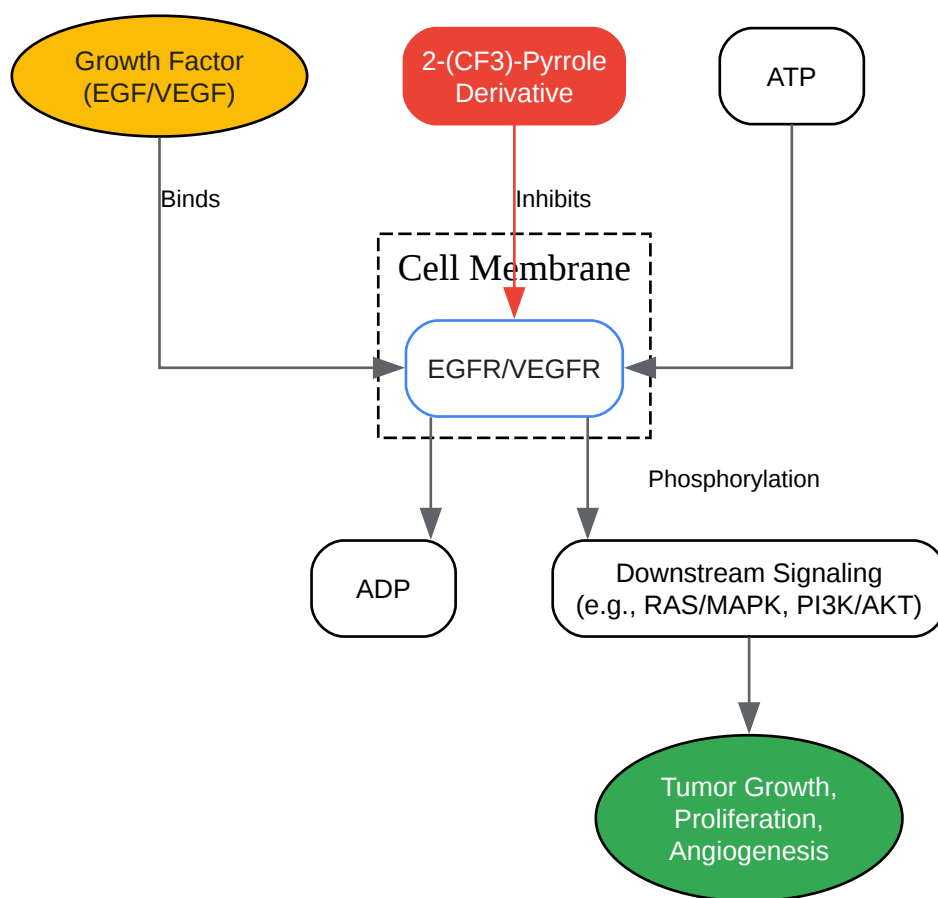 Growth Factor
(EGF/VEGF)
2-(CF3)-Pyrrole
Derivative
ATP
Binds
Inhibits
Cell Membrane
EGFR/VEGFR
Phosphorylation
ADP
Downstream Signaling
(e.g., RAS/MAPK, PI3K/AKT)
Tumor Growth,
Proliferation,
Angiogenesis